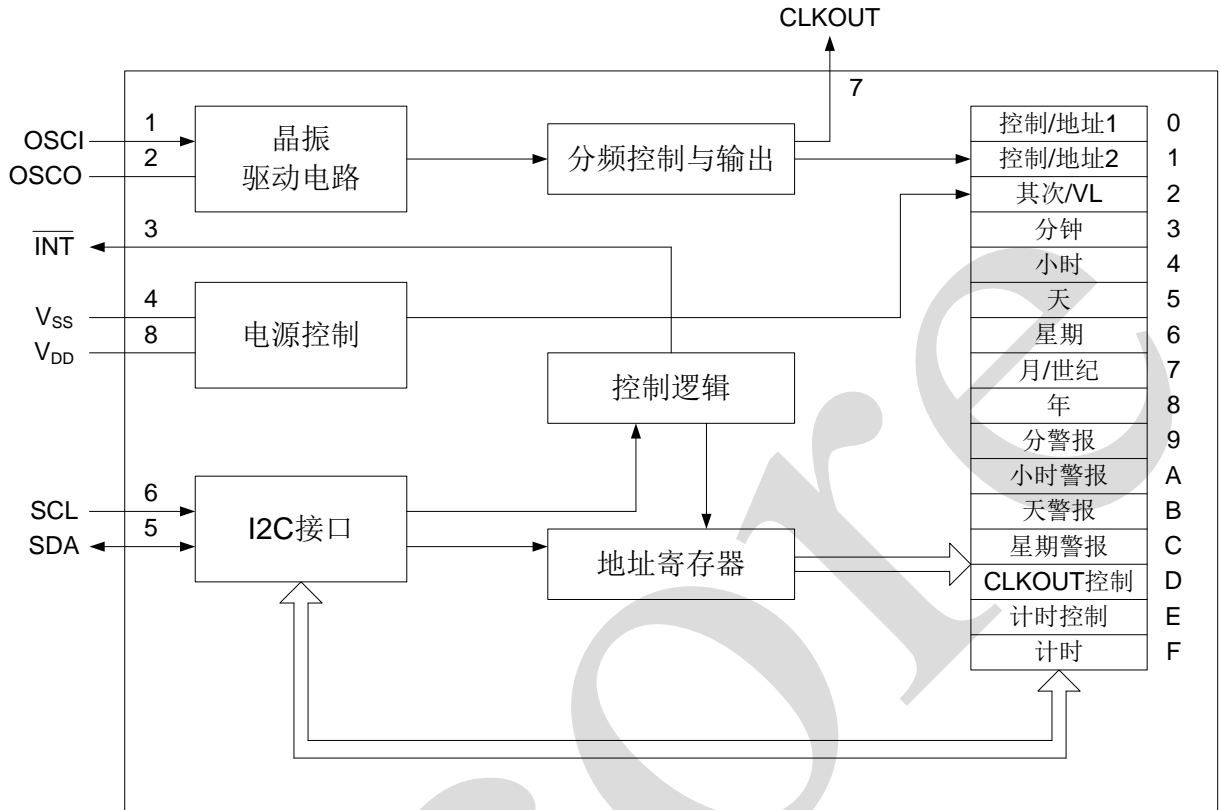 CLKOUT
7
OSCI
1
OSCO
2
晶振
驱动电路
分频控制与输出
INT
3
V_SS
4
V_DD
8
电源控制
控制逻辑
SCL
6
SDA
5
I2C接口
地址寄存器
控制/地址1 0
控制/地址2 1
其次/VL 2
分钟 3
小时 4
天 5
星期 6
月/世纪 7
年 8
分警报 9
小时警报 A
天警报 B
星期警报 C
CLKOUT控制 D
计时控制 E
计时 F
ore